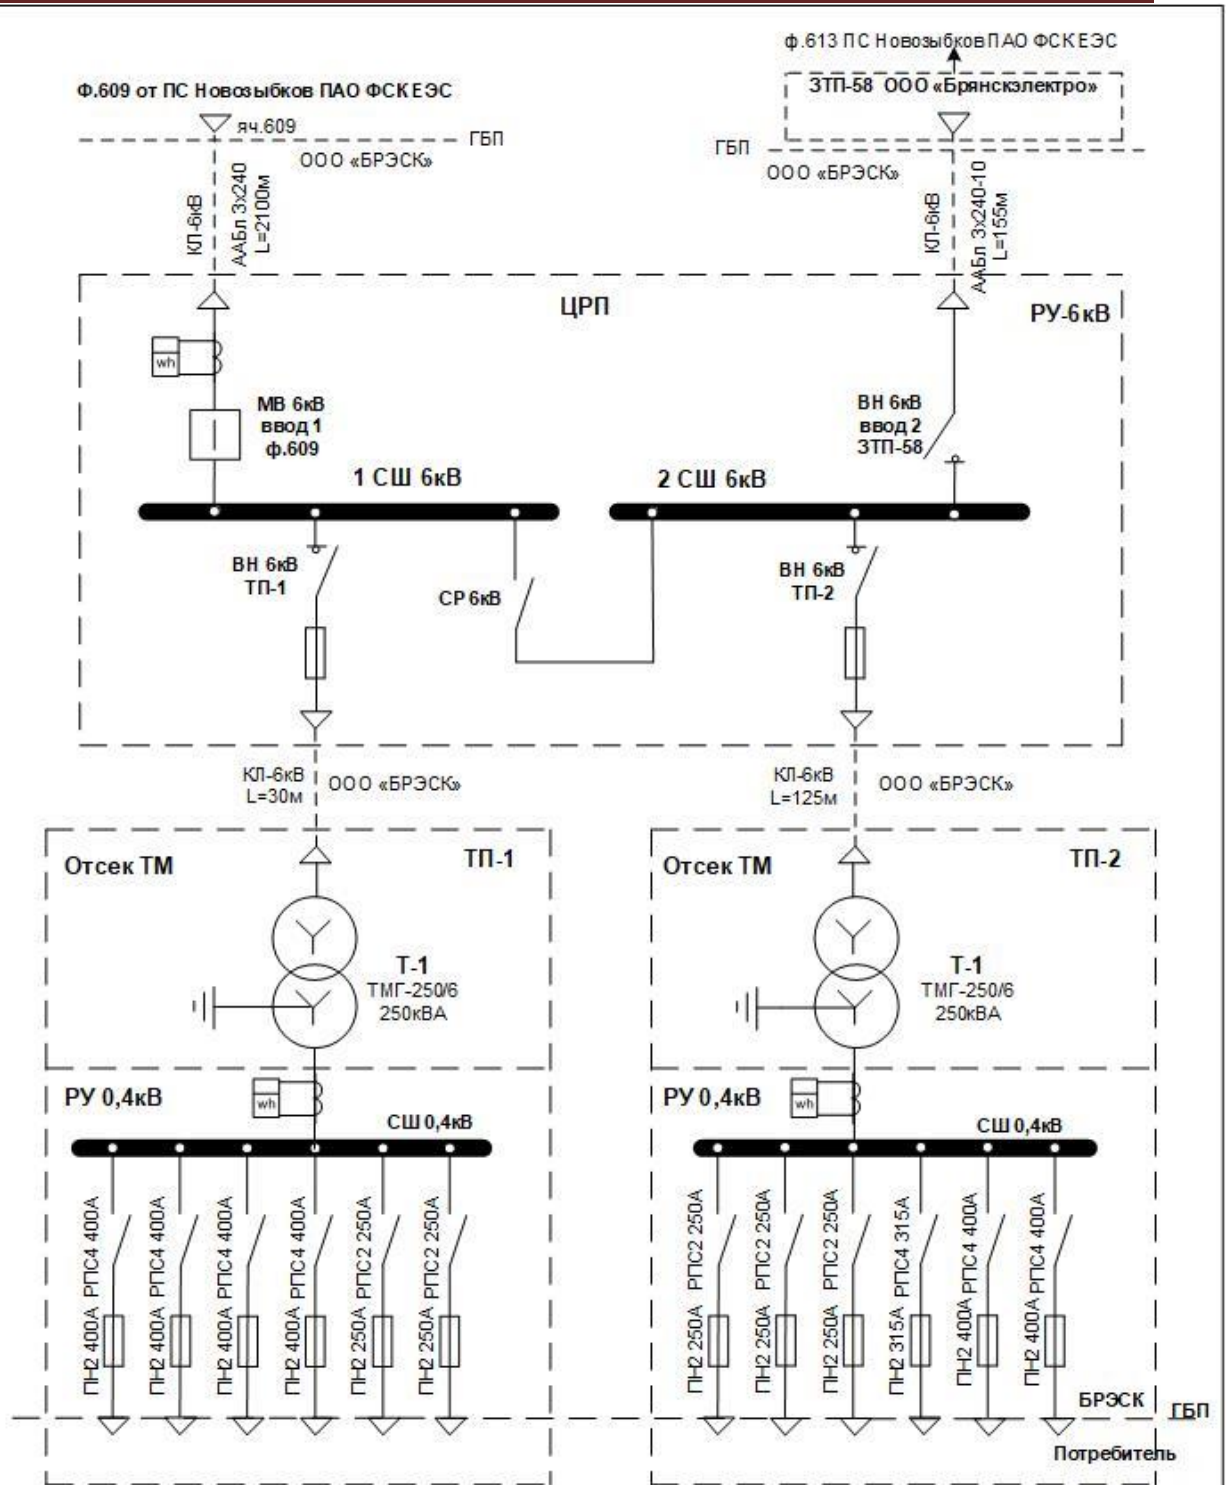 ф.613 ПС Новозыбков ПАО ФСК ЕЭС
ЗТП-58 ООО «Брянскэлектро»
Ф.609 от ПС Новозыбков ПАО ФСК ЕЭС
яч.609
ГБП
ООО «БРЭСК»
ГБП
ООО «БРЭСК»
КЛ-6кВ
ААБл 3х240
L=2100м
КЛ-6кВ
ААБл 3х240-10
L=155м
ЦРП
РУ-6кВ
wh
МВ 6кВ
ввод 1
ф.609
ВН 6кВ
ввод 2
ЗТП-58
1 СШ 6кВ
2 СШ 6кВ
ВН 6кВ
ТП-1
СР 6кВ
ВН 6кВ
ТП-2
КЛ-6кВ
L=30м
ООО «БРЭСК»
КЛ-6кВ
L=125м
ООО «БРЭСК»
Отсек ТМ
ТП-1
Т-1
ТМГ-250/6
250кВА
Отсек ТМ
ТП-2
Т-1
ТМГ-250/6
250кВА
РУ 0,4кВ
wh
СШ 0,4кВ
РУ 0,4кВ
wh
СШ 0,4кВ
ПН2 400А РПС4 400А
ПН2 400А РПС4 400А
ПН2 400А РПС4 400А
ПН2 400А РПС4 400А
ПН2 250А РПС2 250А
ПН2 250А РПС2 250А
ПН2 250А РПС2 250А
ПН2 250А РПС2 250А
ПН2 250А РПС2 250А
ПН2 315А РПС4 315А
ПН2 400А РПС4 400А
ПН2 400А РПС4 400А
БРЭСК
ГБП
Потребитель